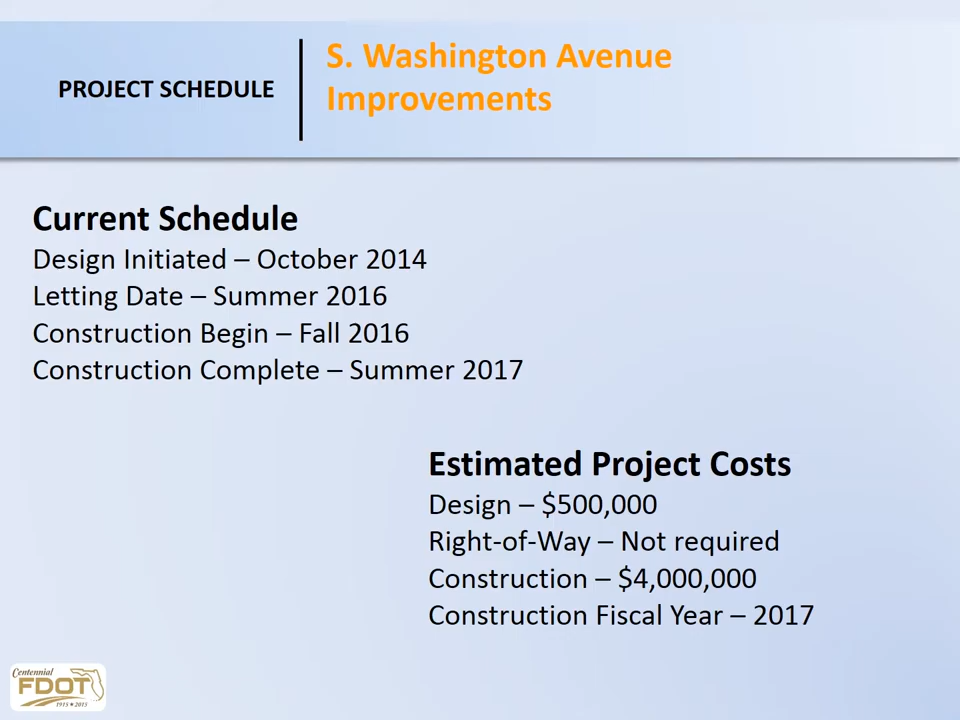 PROJECT SCHEDULE
S. Washington Avenue
Improvements
Current Schedule
Design Initiated – October 2014
Letting Date – Summer 2016
Construction Begin – Fall 2016
Construction Complete – Summer 2017
Estimated Project Costs
Design – $500,000
Right-of-Way – Not required
Construction – $4,000,000
Construction Fiscal Year – 2017
Centennial
FDOT
1915★2015